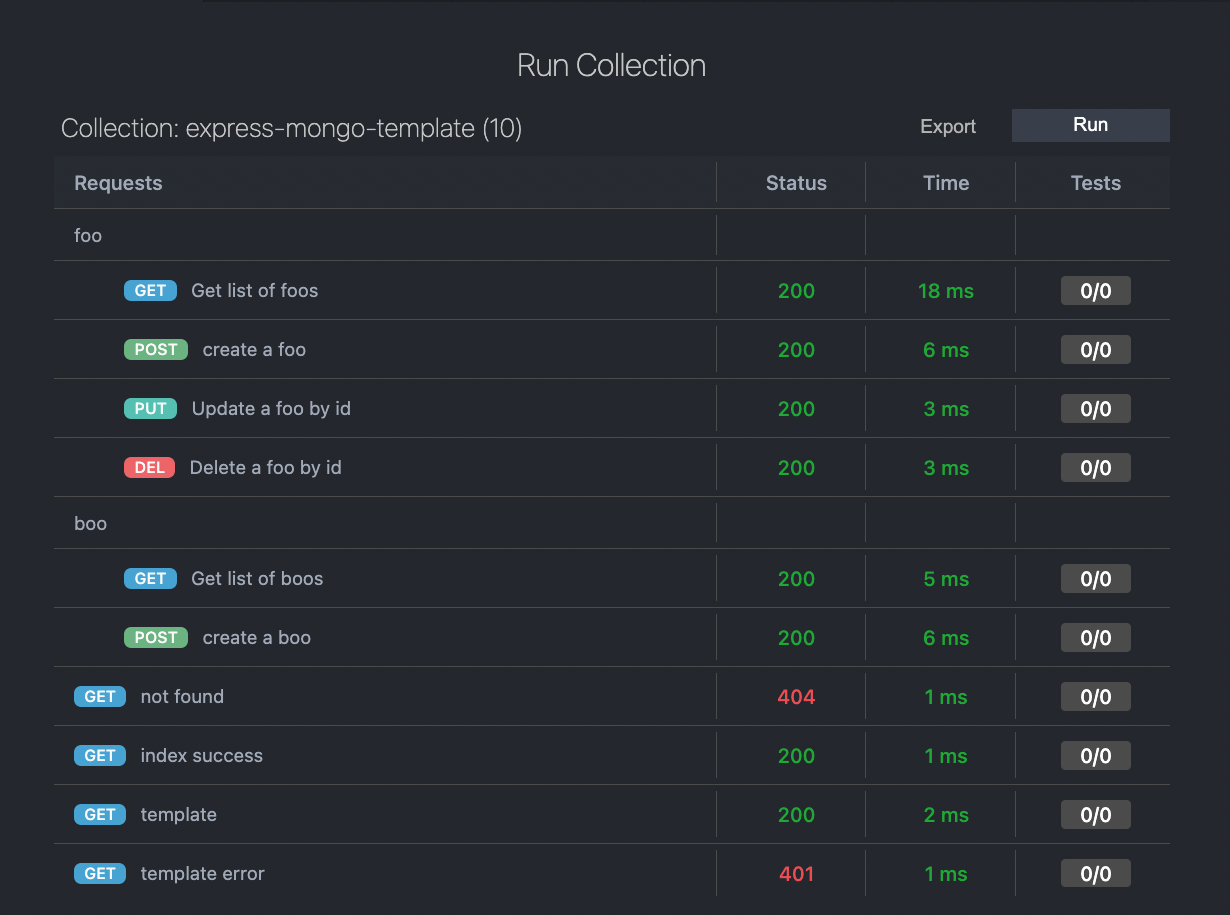 Run Collection
Collection: express-mongo-template (10) Export Run
Requests Status Time Tests
foo
GET Get list of foos 200 18 ms 0/0
POST create a foo 200 6 ms 0/0
PUT Update a foo by id 200 3 ms 0/0
DEL Delete a foo by id 200 3 ms 0/0
boo
GET Get list of boos 200 5 ms 0/0
POST create a boo 200 6 ms 0/0
GET not found 404 1 ms 0/0
GET index success 200 1 ms 0/0
GET template 200 2 ms 0/0
GET template error 401 1 ms 0/0